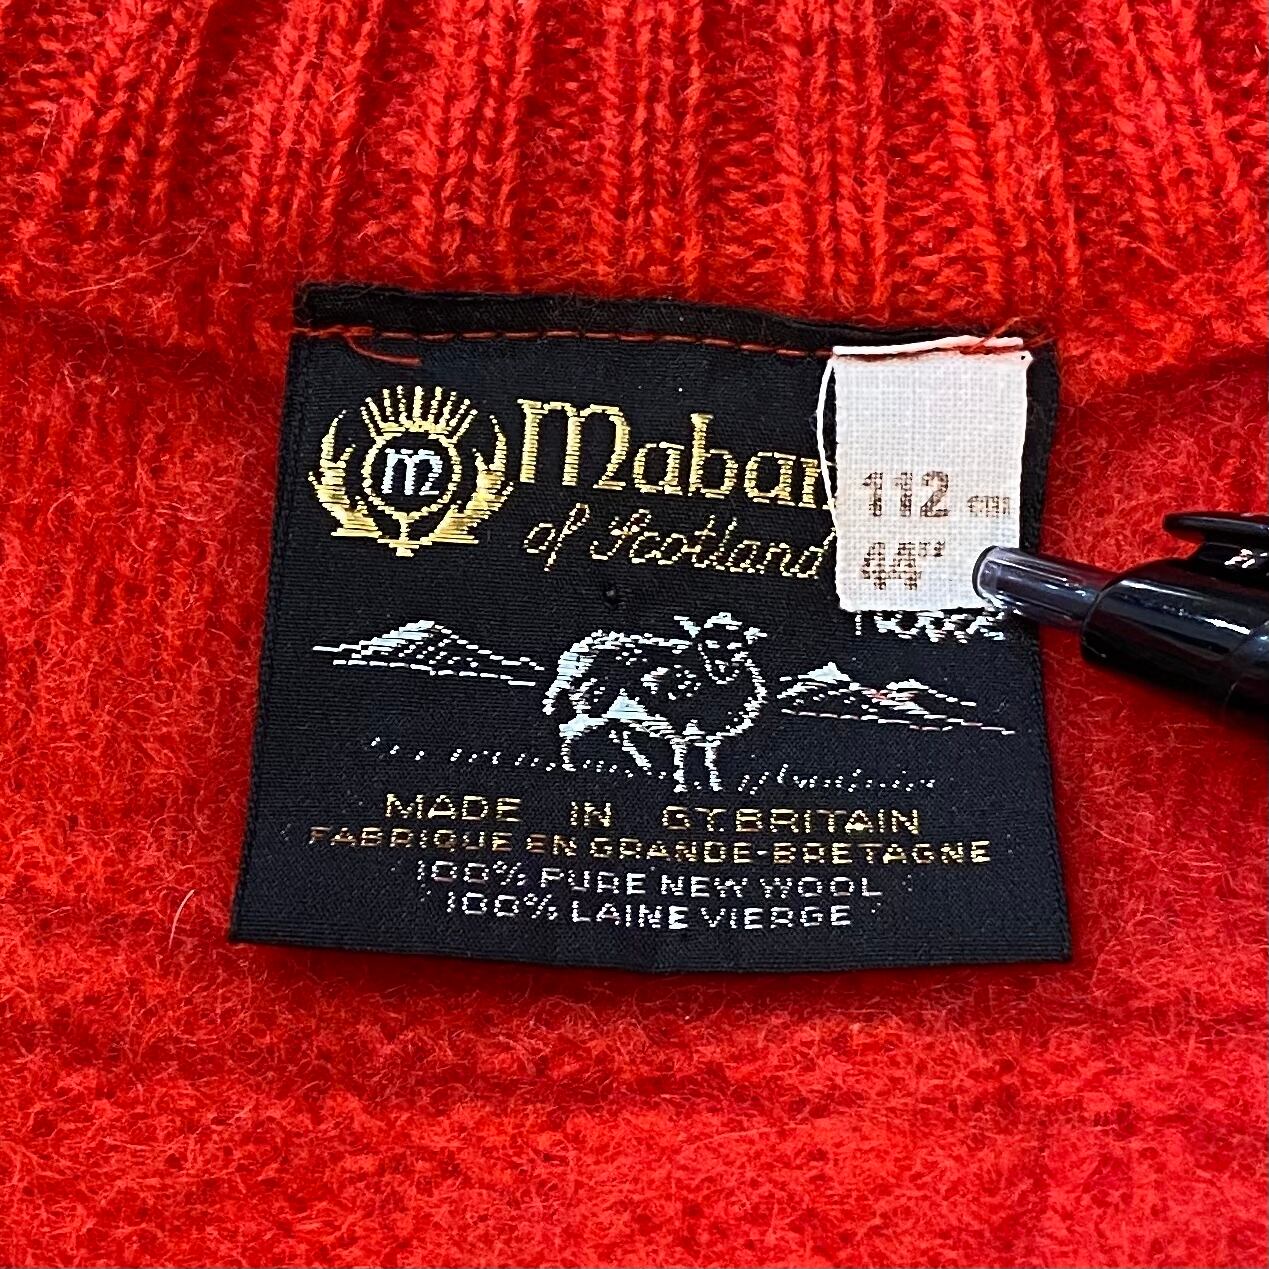 m
Mabar
of Scotland
112 cm
44"
MADE IN GT. BRITAIN
FABRIQUE EN GRANDE-BRETAGNE
100% PURE NEW WOOL
100% LAINE VIERGE